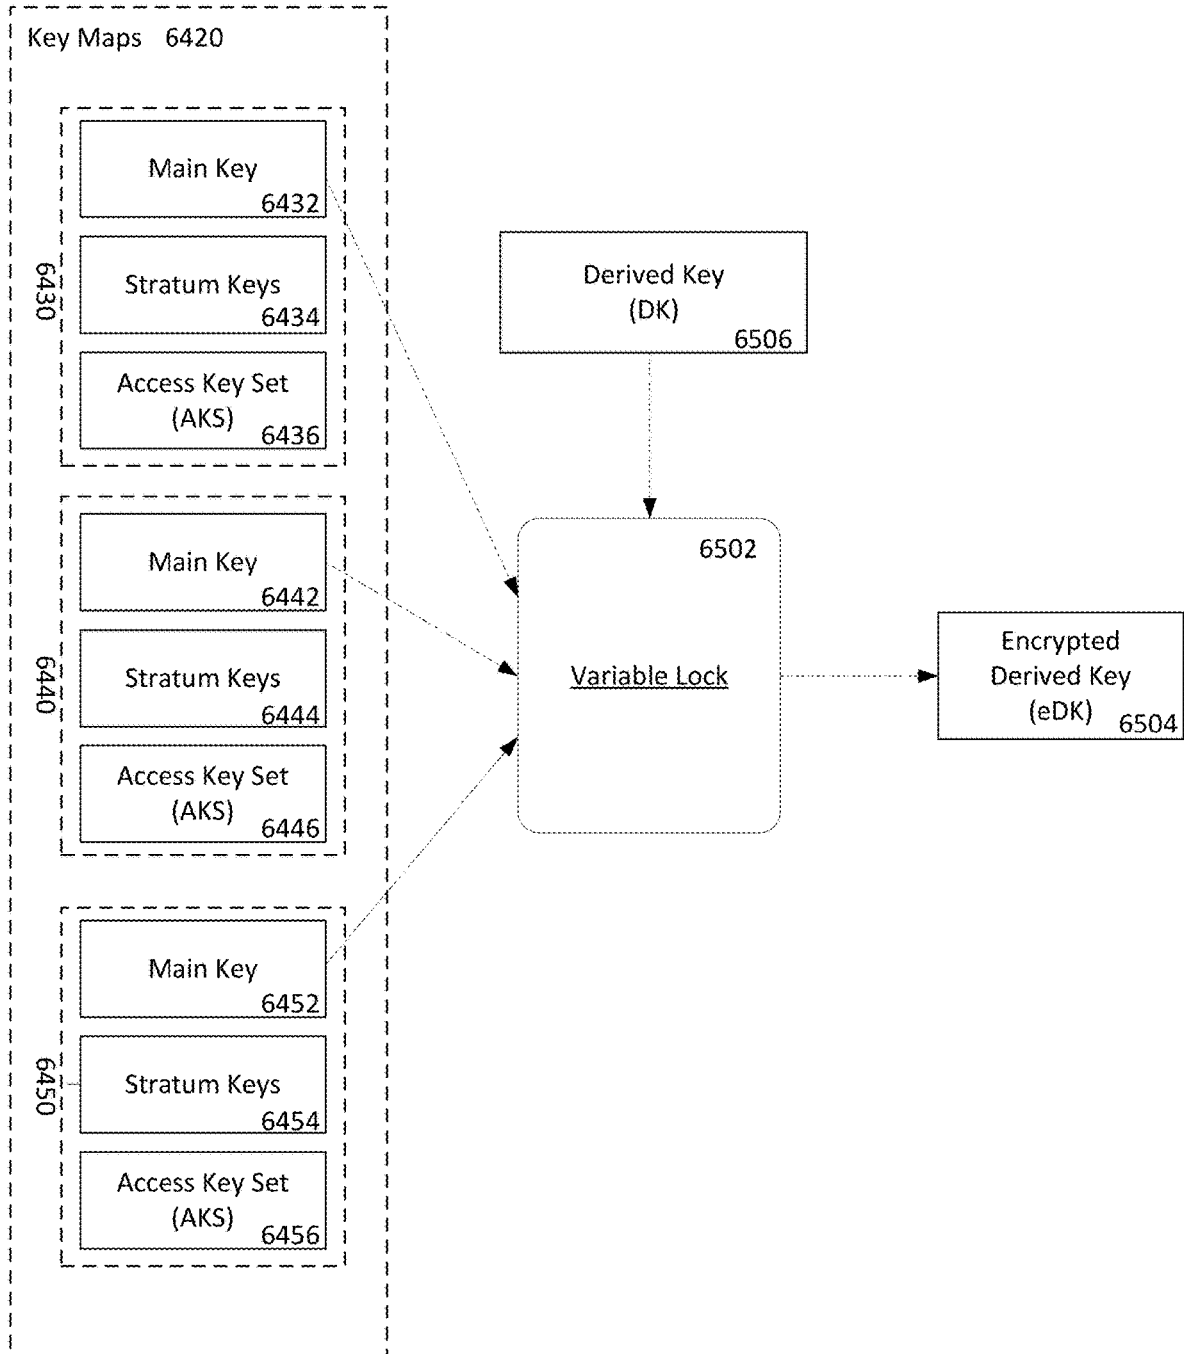 Key Maps 6420
Main Key
6432
Stratum Keys
6434
Access Key Set
(AKS)
6436
6430
Main Key
6442
Stratum Keys
6444
Access Key Set
(AKS)
6446
6440
Main Key
6452
Stratum Keys
6454
Access Key Set
(AKS)
6456
6450
Derived Key
(DK)
6506
6502
Variable Lock
Encrypted
Derived Key
(eDK)
6504